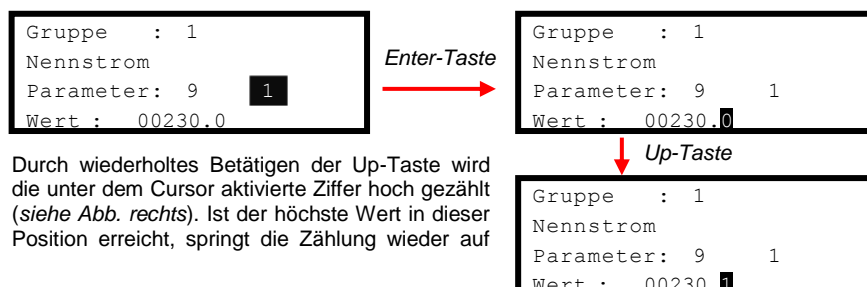 Gruppe : 1
Nennstrom
Parameter: 9 1
Wert : 00230.0
Enter-Taste
Gruppe : 1
Nennstrom
Parameter: 9 1
Wert : 00230.0
Up-Taste
Durch wiederholtes Betätigen der Up-Taste wird
die unter dem Cursor aktivierte Ziffer hoch gezählt
(siehe Abb. rechts). Ist der höchste Wert in dieser
Position erreicht, springt die Zählung wieder auf
Gruppe : 1
Nennstrom
Parameter: 9 1
Wert : 00230.1